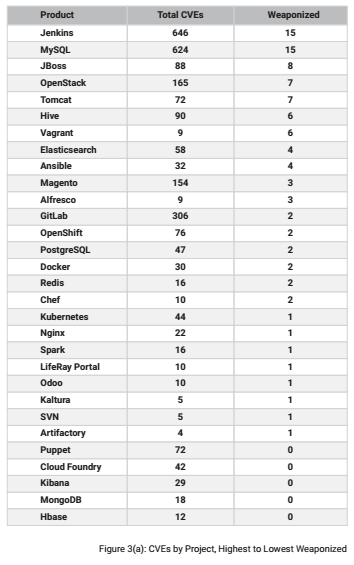 Product Total CVEs Weaponized
Jenkins 646 15
MySQL 624 15
JBoss 88 8
OpenStack 165 7
Tomcat 72 7
Hive 90 6
Vagrant 9 6
Elasticsearch 58 4
Ansible 32 4
Magento 154 3
Alfresco 9 3
GitLab 306 2
OpenShift 76 2
PostgreSQL 47 2
Docker 30 2
Redis 16 2
Chef 10 2
Kubernetes 44 1
Nginx 22 1
Spark 16 1
LifeRay Portal 10 1
Odoo 10 1
Kaltura 5 1
SVN 5 1
Artifactory 4 1
Puppet 72 0
Cloud Foundry 42 0
Kibana 29 0
MongoDB 18 0
Hbase 12 0
Figure 3(a): CVEs by Project, Highest to Lowest Weaponized